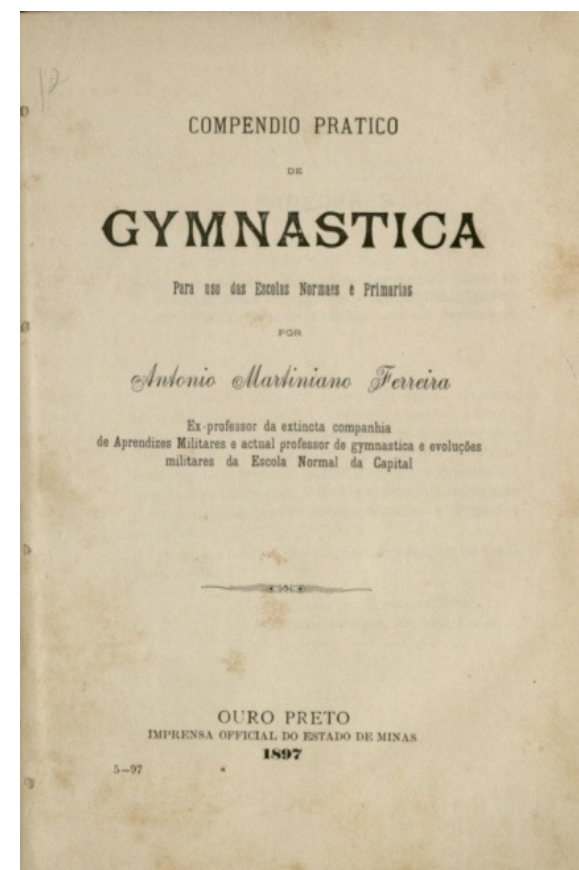 12
COMPENDIO PRATICO
DE
GYMNASTICA
Para uso das Escolas Normaes e Primarias
POR
Antonio Martiniano Ferreira
Ex-professor da extincta companhia
de Aprendizes Militares e actual professor de gymnastica e evoluções
militares da Escola Normal da Capital
OURO PRETO
IMPRENSA OFFICIAL DO ESTADO DE MINAS
1897
5-97